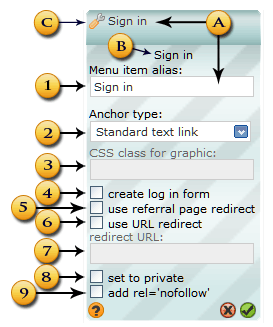 C Sign in A
B Sign in
Menu item alias:
1 Sign in
Anchor type:
2 Standard text link
CSS class for graphic:
3
4 create log in form
5 use referral page redirect
6 use URL redirect
redirect URL:
7
8 set to private
9 add rel='nofollow'
?